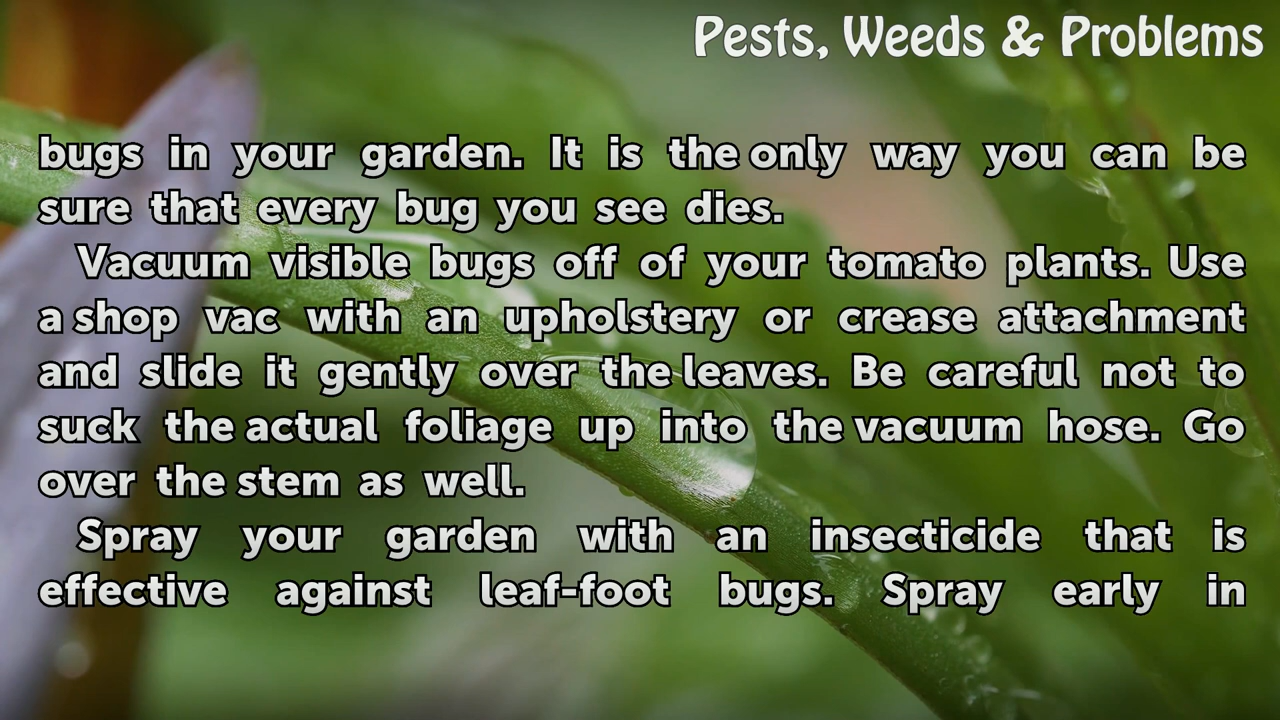 Pests, Weeds & Problems
bugs in your garden. It is the only way you can be
sure that every bug you see dies.
Vacuum visible bugs off of your tomato plants. Use
a shop vac with an upholstery or crease attachment
and slide it gently over the leaves. Be careful not to
suck the actual foliage up into the vacuum hose. Go
over the stem as well.
Spray your garden with an insecticide that is
effective against leaf-foot bugs. Spray early in